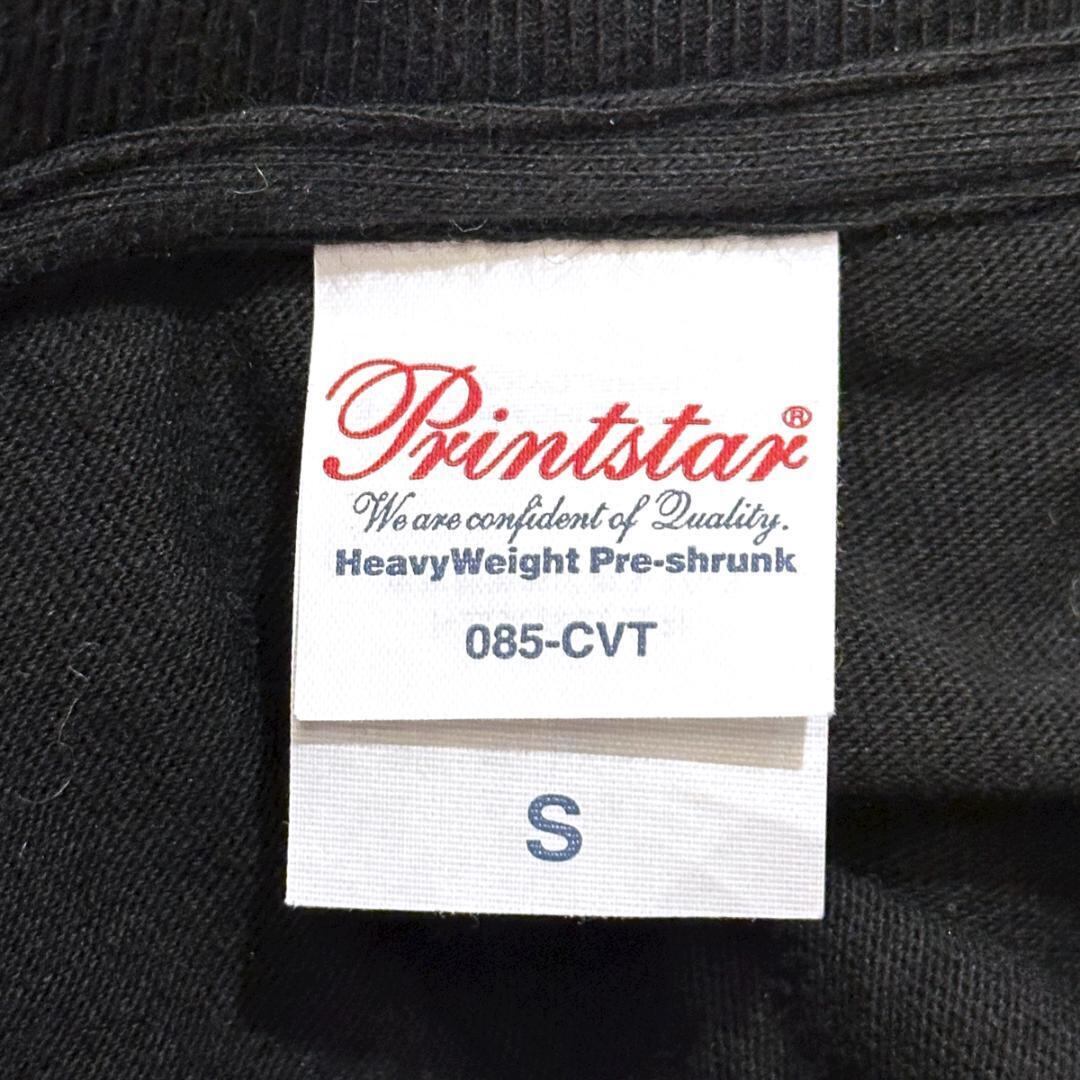 Printstar®
We are confident of Quality.
HeavyWeight Pre-shrunk
085-CVT
S